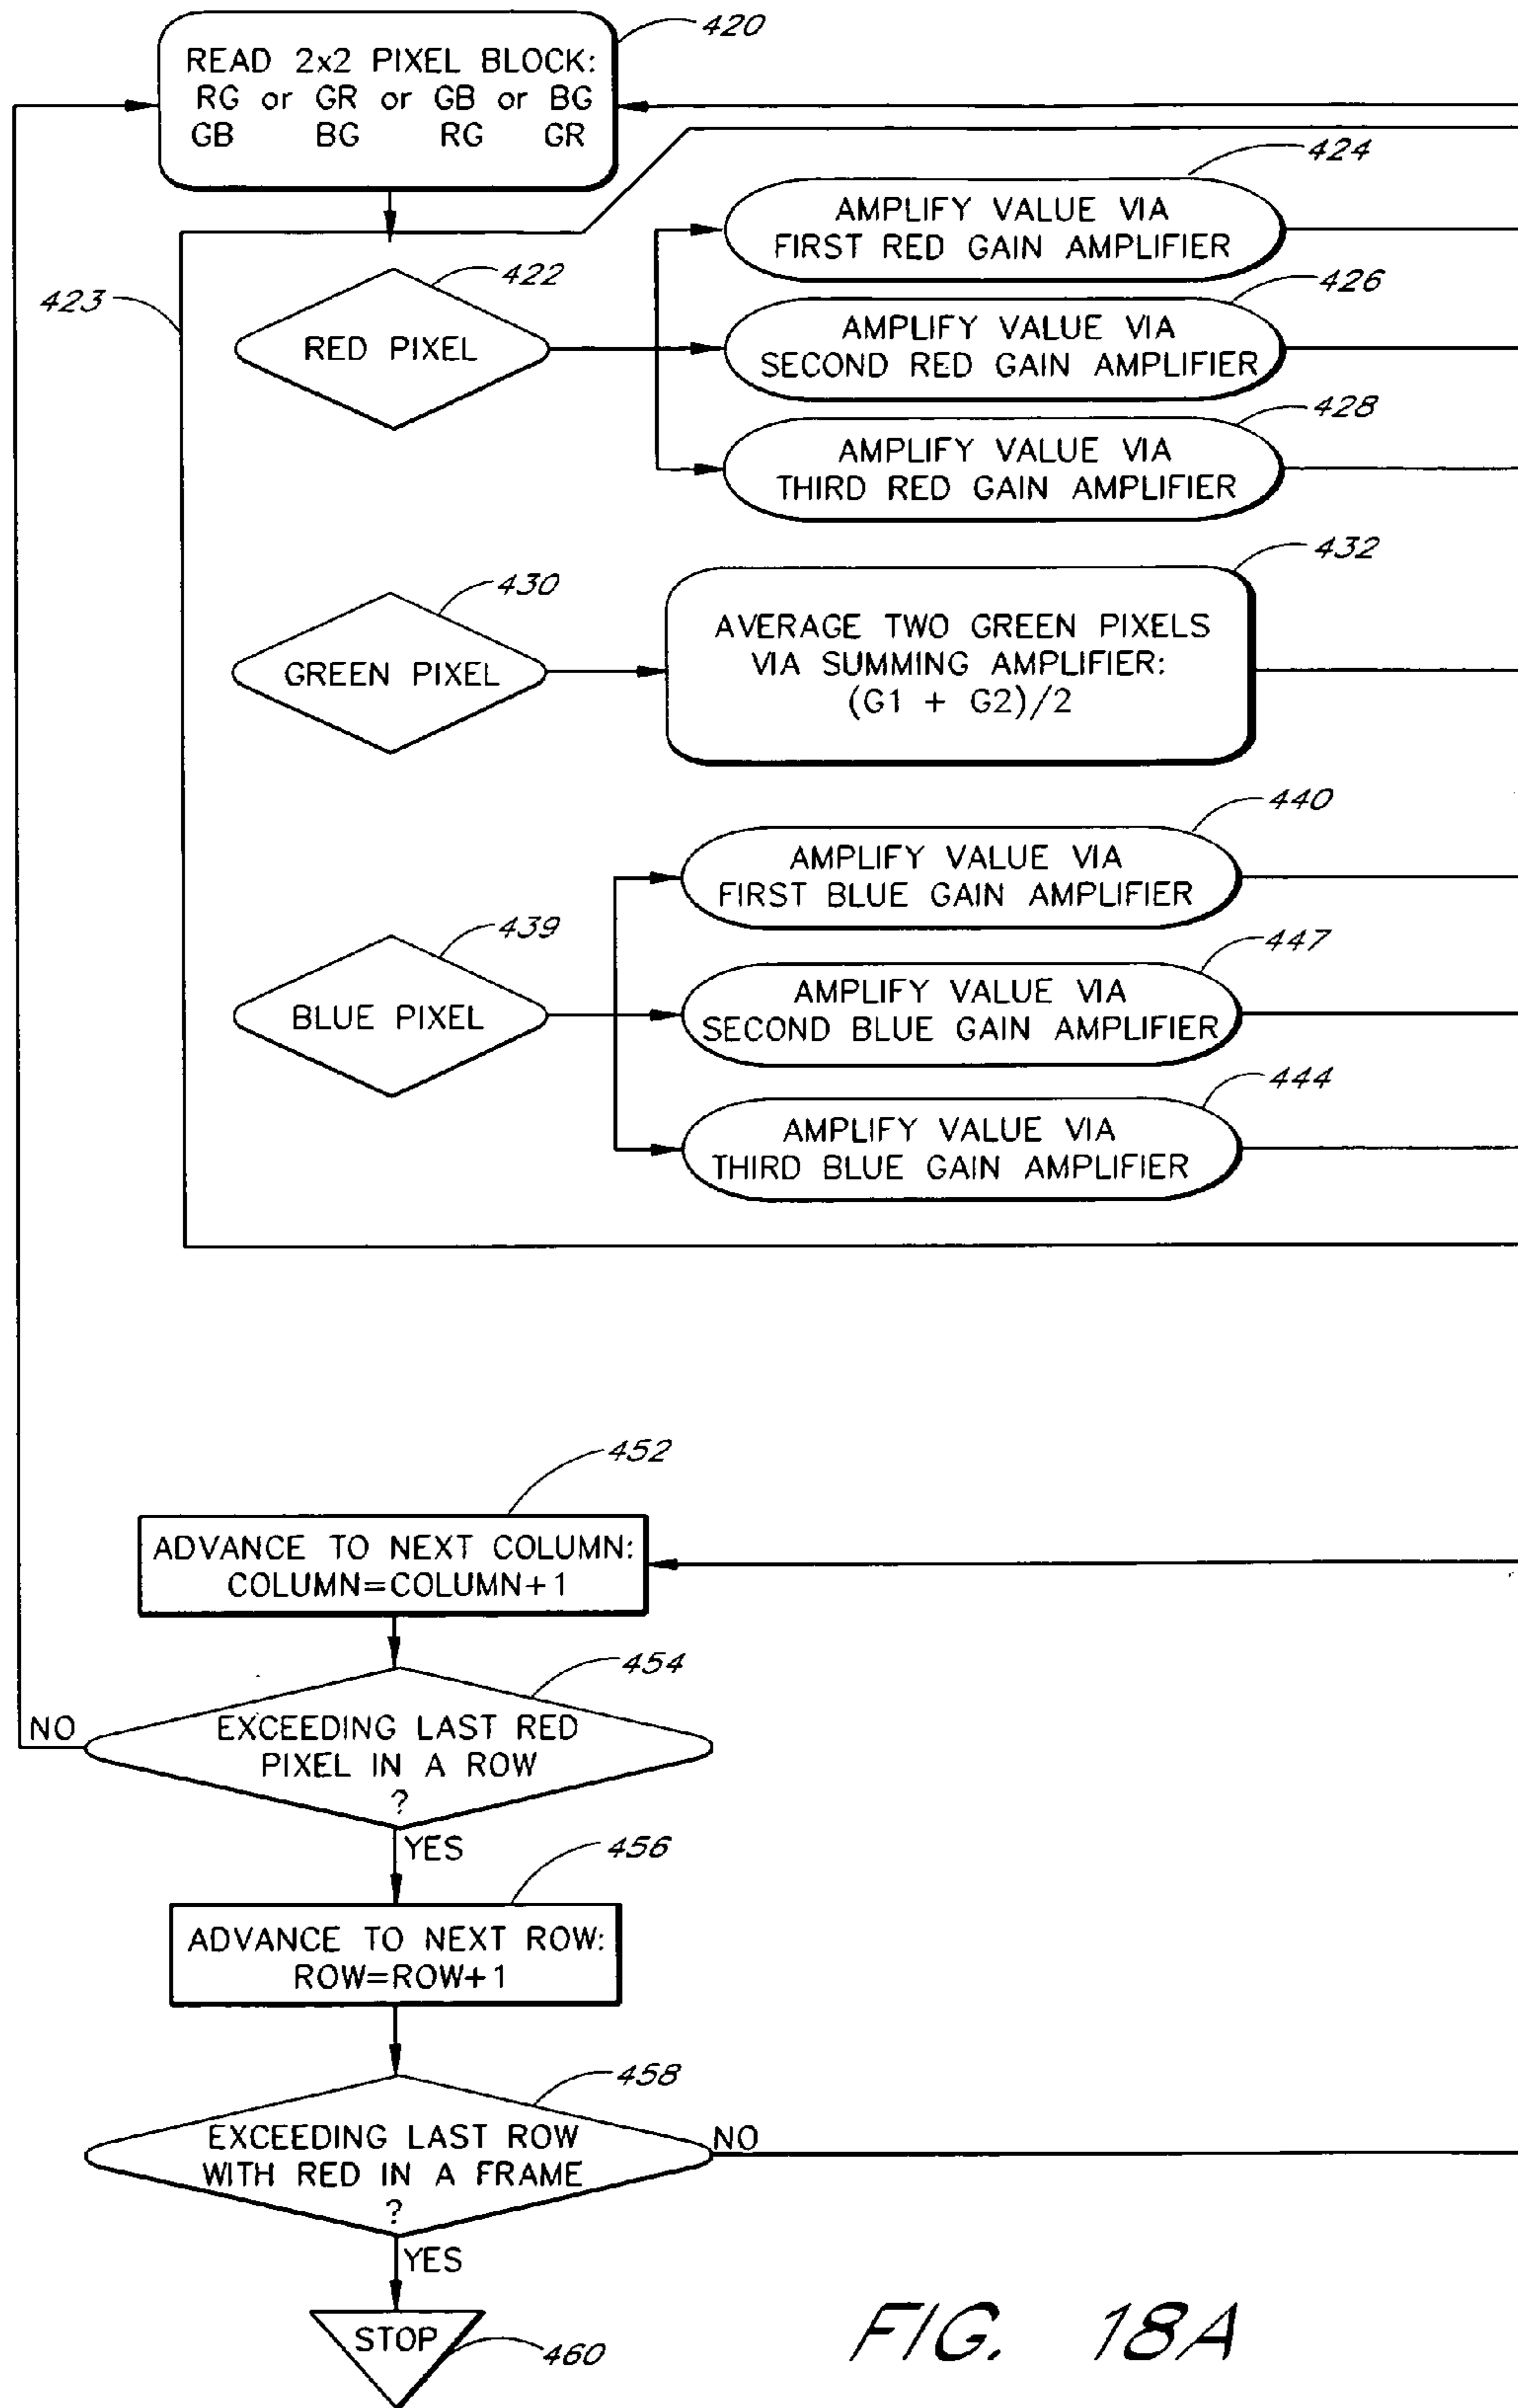 420
READ 2x2 PIXEL BLOCK:
RG or GR or GB or BG
GB BG RG GR
424
AMPLIFY VALUE VIA
FIRST RED GAIN AMPLIFIER
422
423
RED PIXEL
426
AMPLIFY VALUE VIA
SECOND RED GAIN AMPLIFIER
428
AMPLIFY VALUE VIA
THIRD RED GAIN AMPLIFIER
430
GREEN PIXEL
432
AVERAGE TWO GREEN PIXELS
VIA SUMMING AMPLIFIER:
(G1 + G2)/2
440
AMPLIFY VALUE VIA
FIRST BLUE GAIN AMPLIFIER
439
BLUE PIXEL
447
AMPLIFY VALUE VIA
SECOND BLUE GAIN AMPLIFIER
444
AMPLIFY VALUE VIA
THIRD BLUE GAIN AMPLIFIER
452
ADVANCE TO NEXT COLUMN:
COLUMN=COLUMN+1
454
EXCEEDING LAST RED
PIXEL IN A ROW
?
NO
YES
456
ADVANCE TO NEXT ROW:
ROW=ROW+1
458
EXCEEDING LAST ROW
WITH RED IN A FRAME
?
NO
YES
STOP
460
FIG. 18A